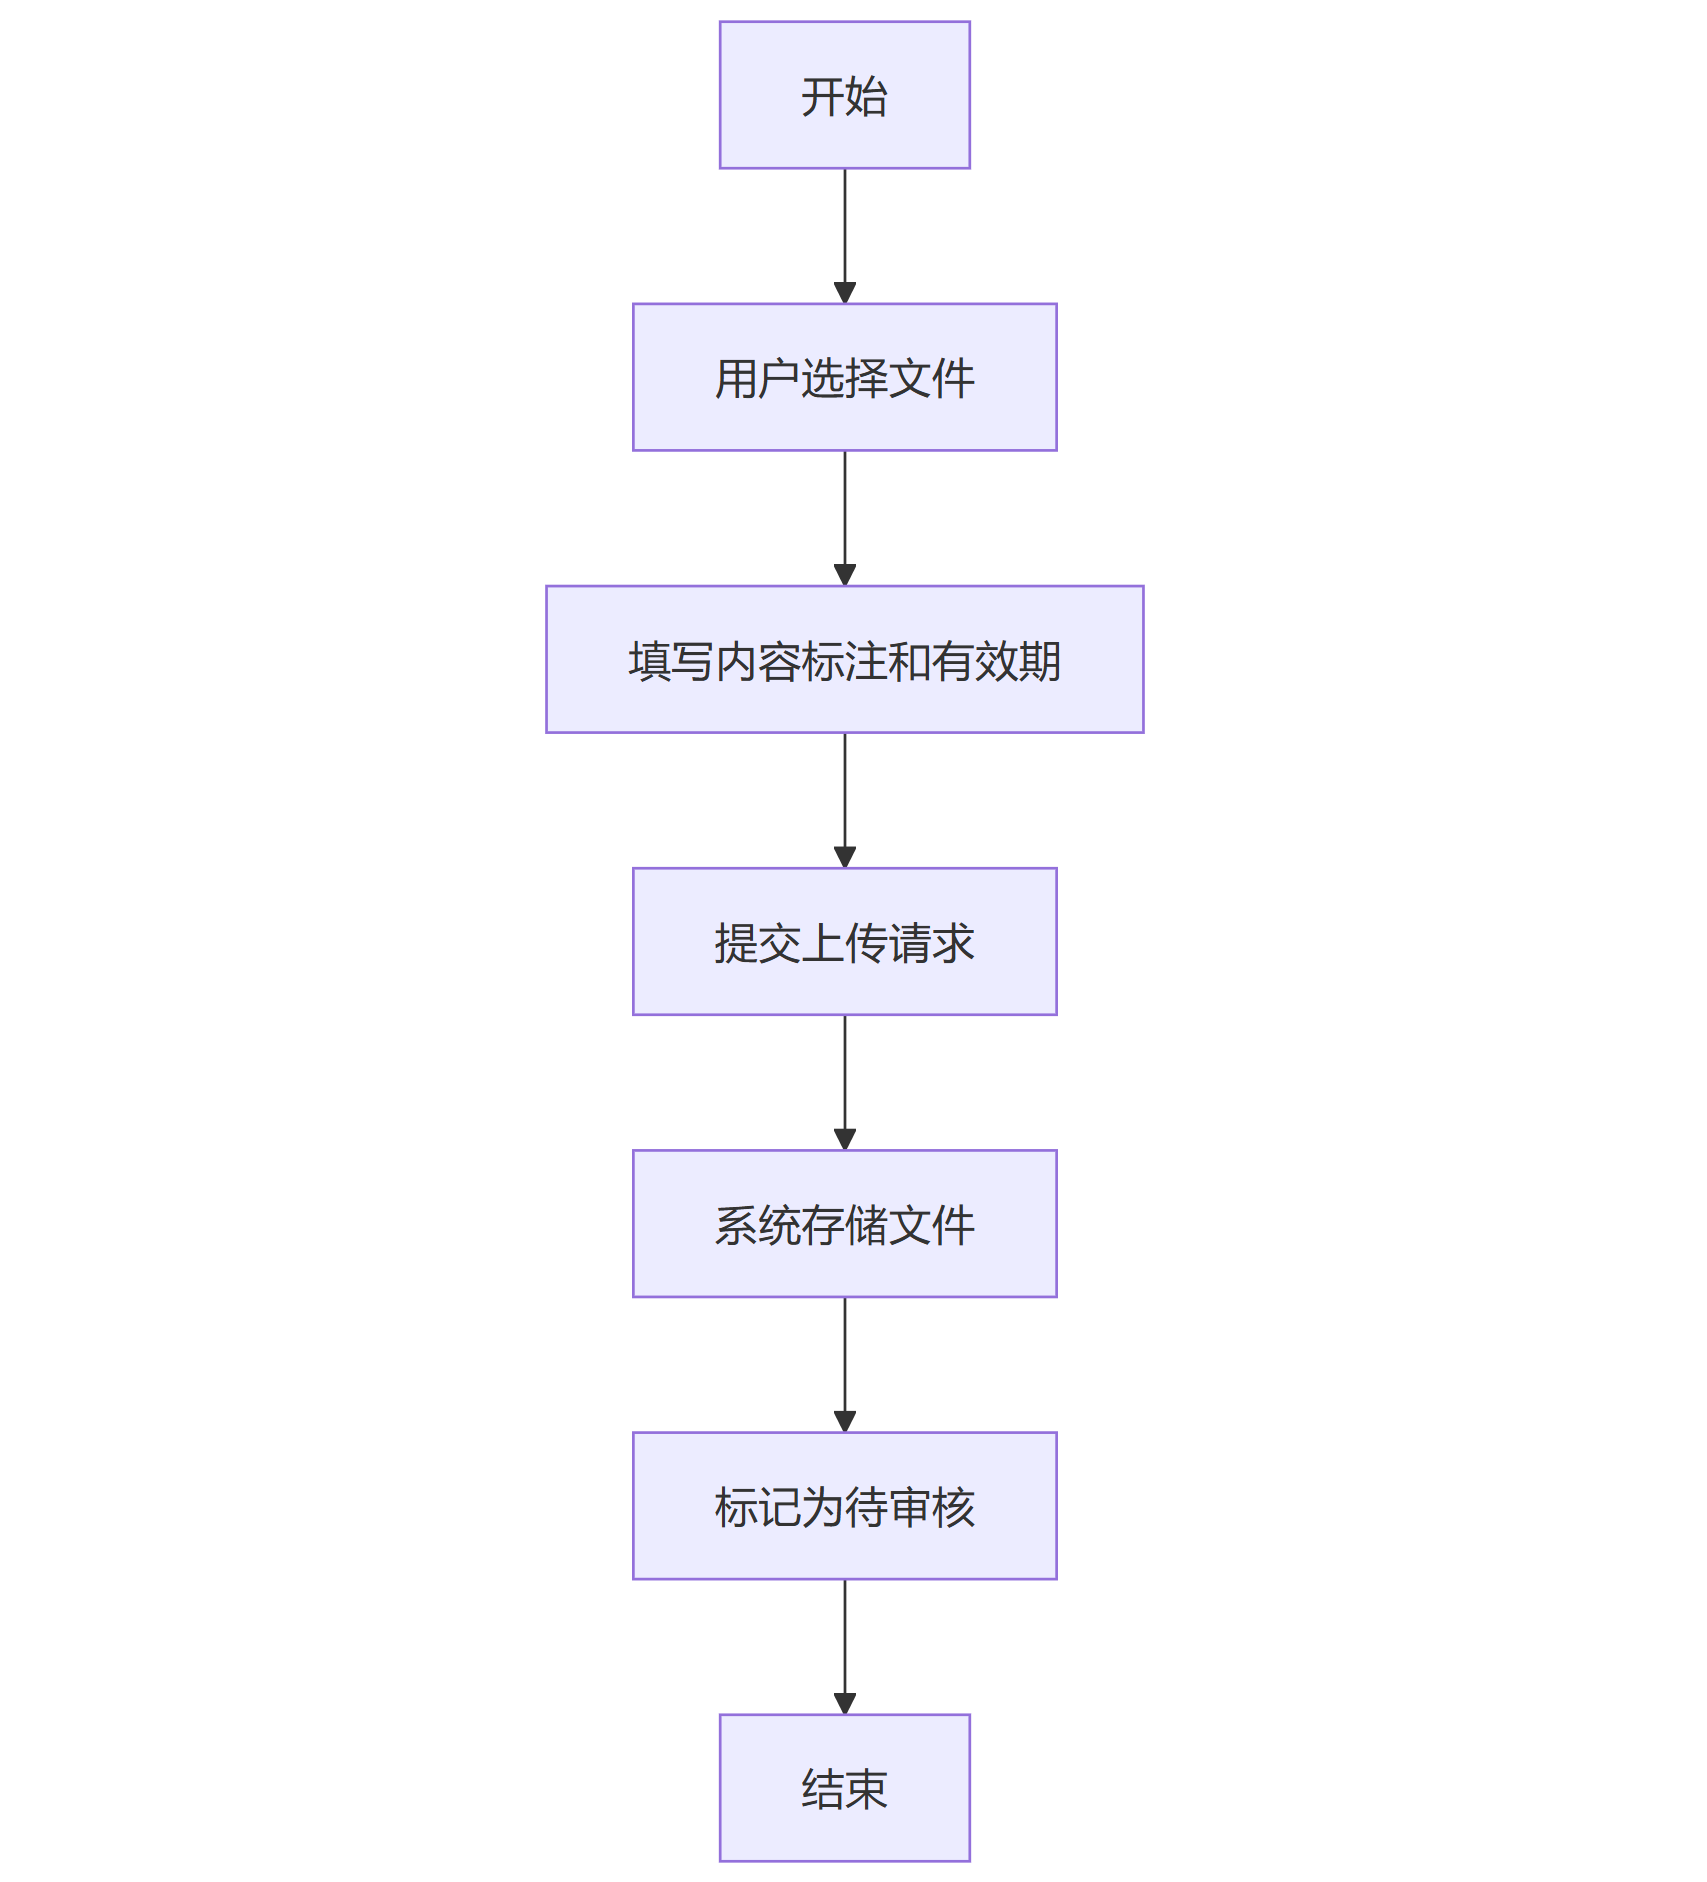 开始
用户选择文件
填写内容标注和有效期
提交上传请求
系统存储文件
标记为待审核
结束